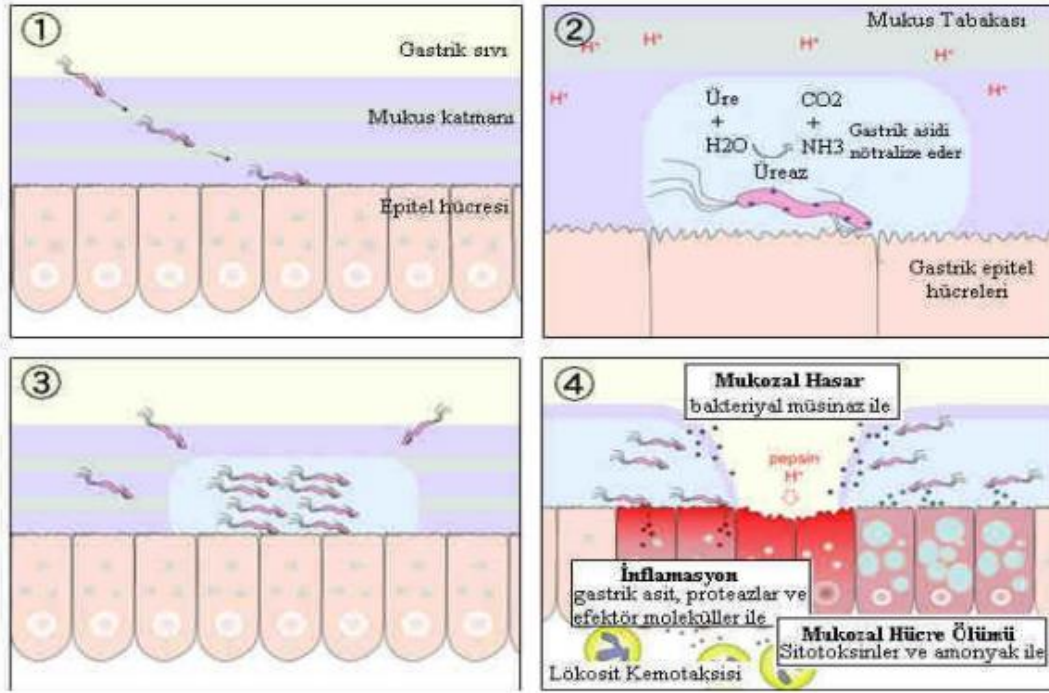 ①
Gastrik sıvı
Mukus katmanı
Epitel hücresi
②
Mukus Tabakası
H⁺ H⁺ H⁺ H⁺
H⁺ H⁺
Üre CO2
+ +
H2O NH3
Gastrik asidi
nötralize eder
Üreaz
Gastrik epitel
hücreleri
③
④
Mukozal Hasar
bakteriyal müsinaz ile
pepsin
H⁺
İnflamasyon
gastrik asit, proteazlar ve
efektör moleküller ile
Mukozal Hücre Ölümü
Sitotoksinler ve amonyak ile
Lökosit Kemotaksisi